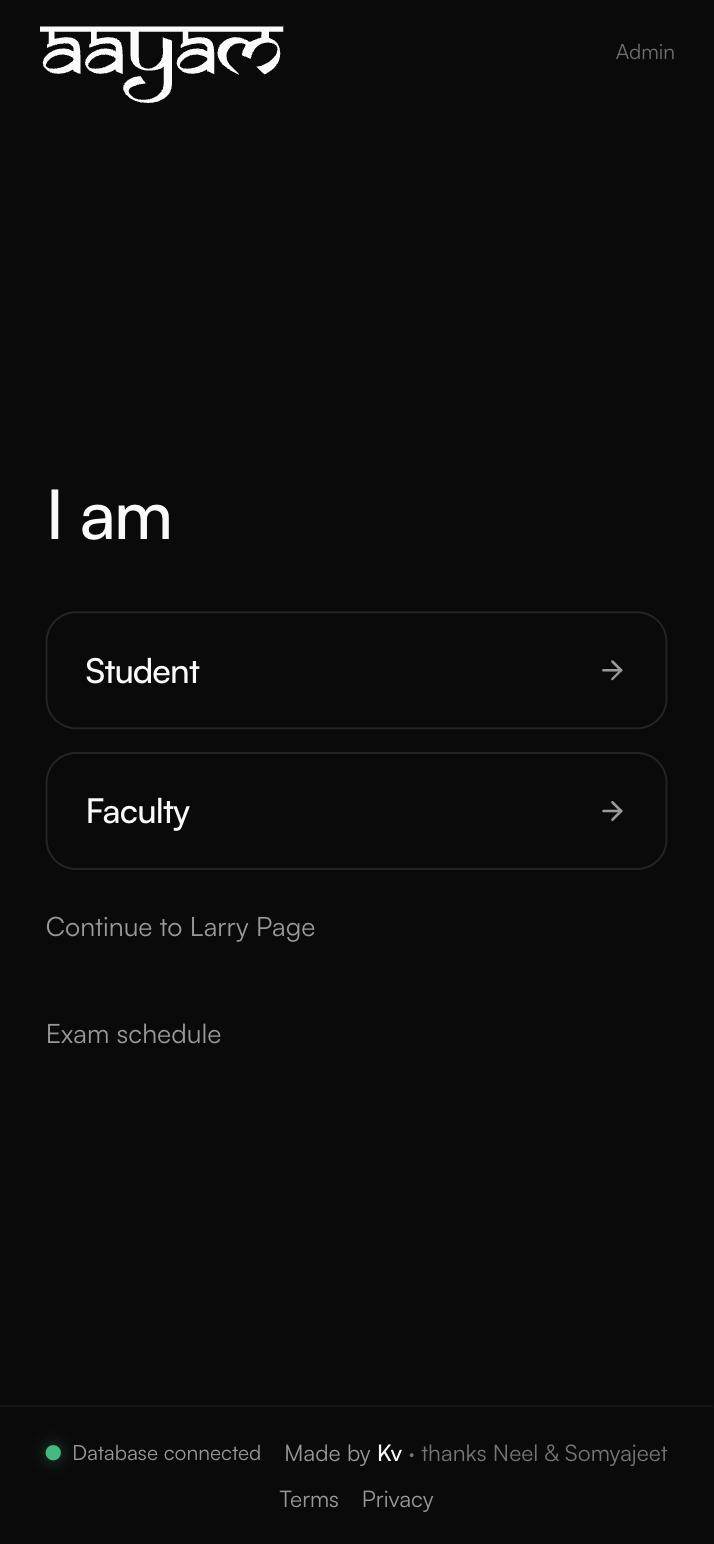 aayam
Admin
I am
Student
Faculty
Continue to Larry Page
Exam schedule
Database connected
Made by Kv · thanks Neel & Somyajeet
Terms Privacy